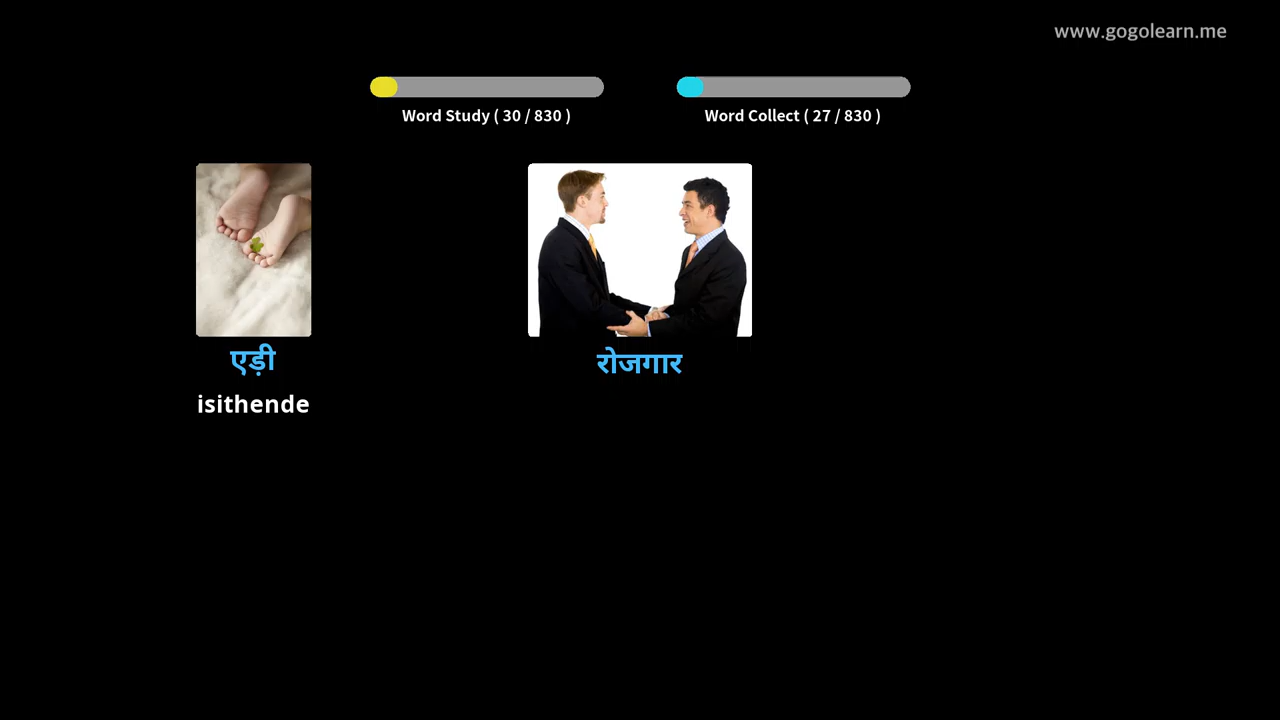 www.gogolearn.me
Word Study ( 30 / 830 )
Word Collect ( 27 / 830 )
एड़ी
isithende
रोजगार